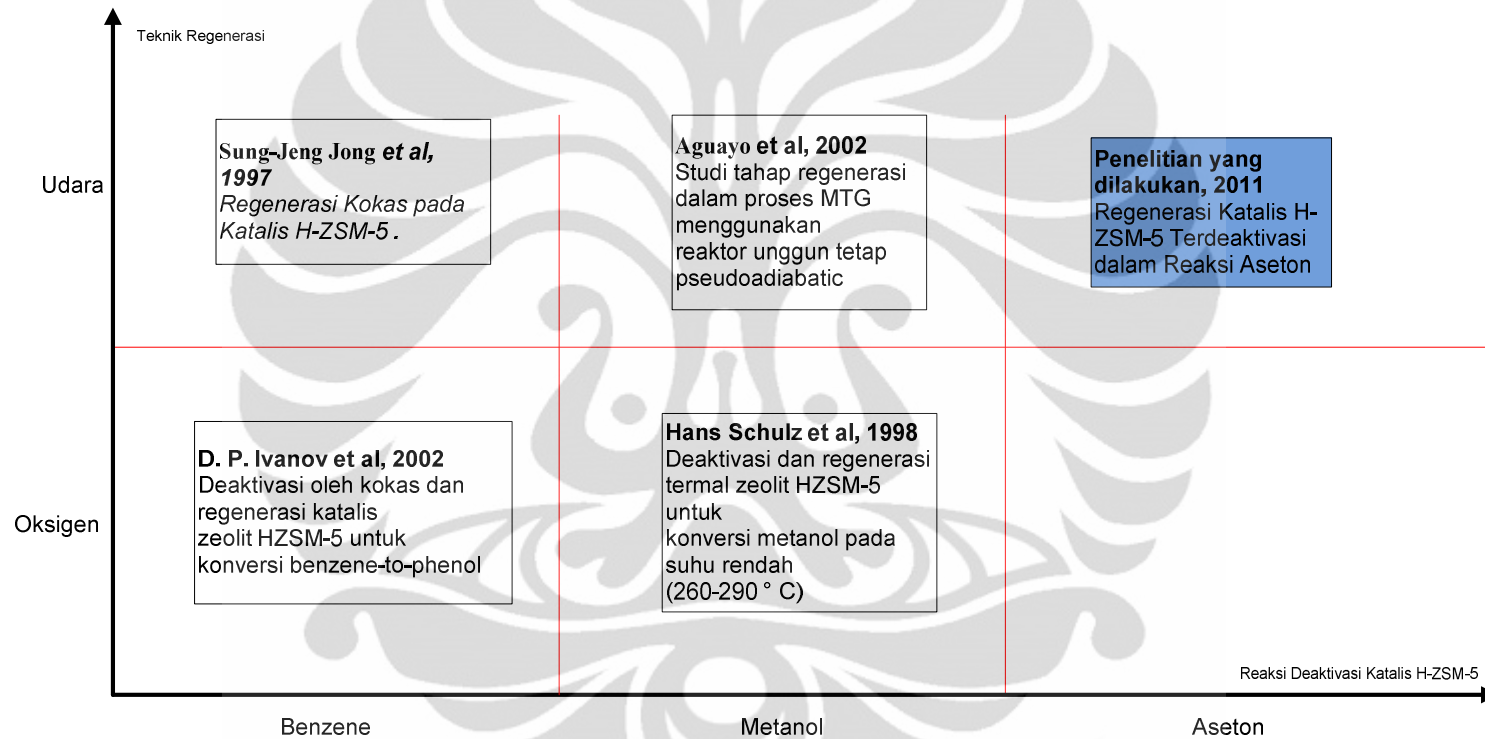 Teknik Regenerasi
Udara
Sung-Jeng Jong et al,
1997
Regenerasi Kokas pada
Katalis H-ZSM-5 .
Aguayo et al, 2002
Studi tahap regenerasi
dalam proses MTG
menggunakan
reaktor unggun tetap
pseudoadiabatic
Penelitian yang
dilakukan, 2011
Regenerasi Katalis H-
ZSM-5 Terdeaktivasi
dalam Reaksi Aseton
Oksigen
D. P. Ivanov et al, 2002
Deaktivasi oleh kokas dan
regenerasi katalis
zeolit HZSM-5 untuk
konversi benzene-to-phenol
Hans Schulz et al, 1998
Deaktivasi dan regenerasi
termal zeolit HZSM-5
untuk
konversi metanol pada
suhu rendah
(260-290 ° C)
Reaksi Deaktivasi Katalis H-ZSM-5
Benzene
Metanol
Aseton